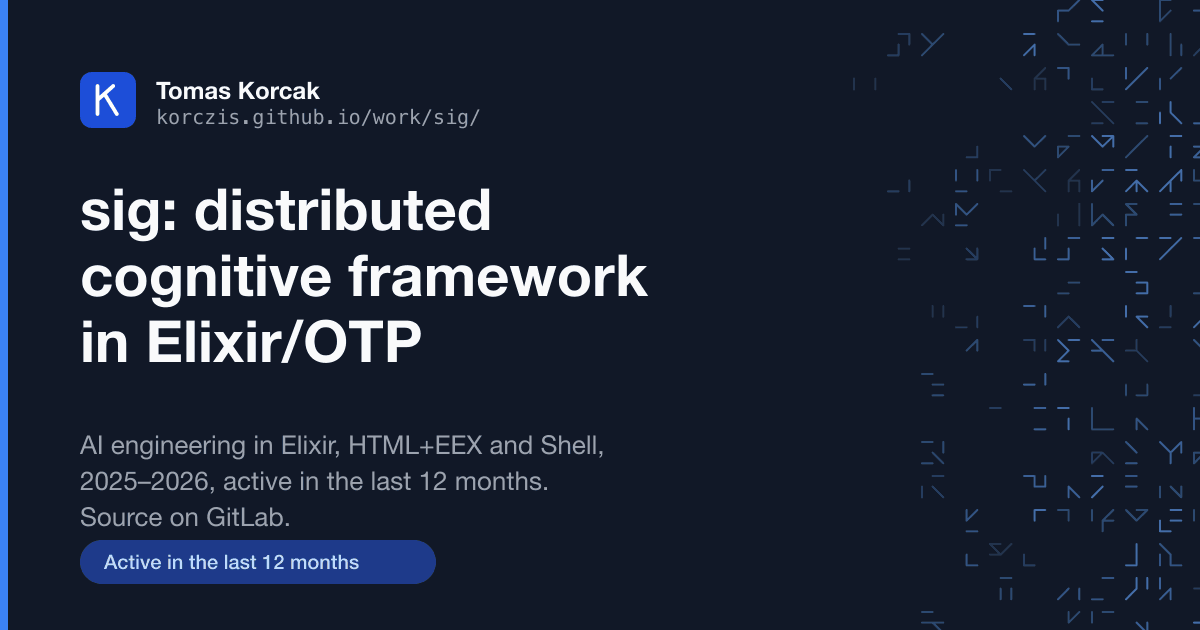 K
Tomas Korcak
korczis.github.io/work/sig/
sig: distributed
cognitive framework
in Elixir/OTP
AI engineering in Elixir, HTML+EEX and Shell,
2025–2026, active in the last 12 months.
Source on GitLab.
Active in the last 12 months